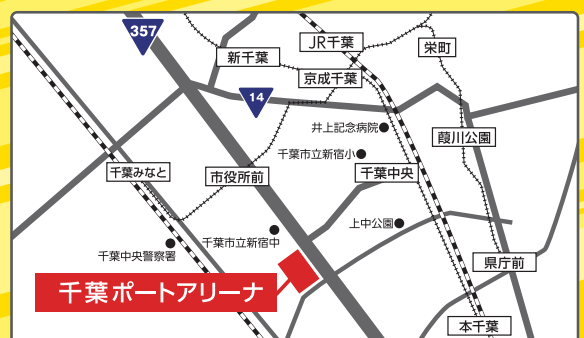 357
JR千葉
栄町
新千葉
京成千葉
14
井上記念病院
葭川公園
千葉市立新宿小
千葉みなと
市役所前
千葉中央
上中公園
千葉市立新宿中
千葉中央警察署
県庁前
千葉ポートアリーナ
本千葉